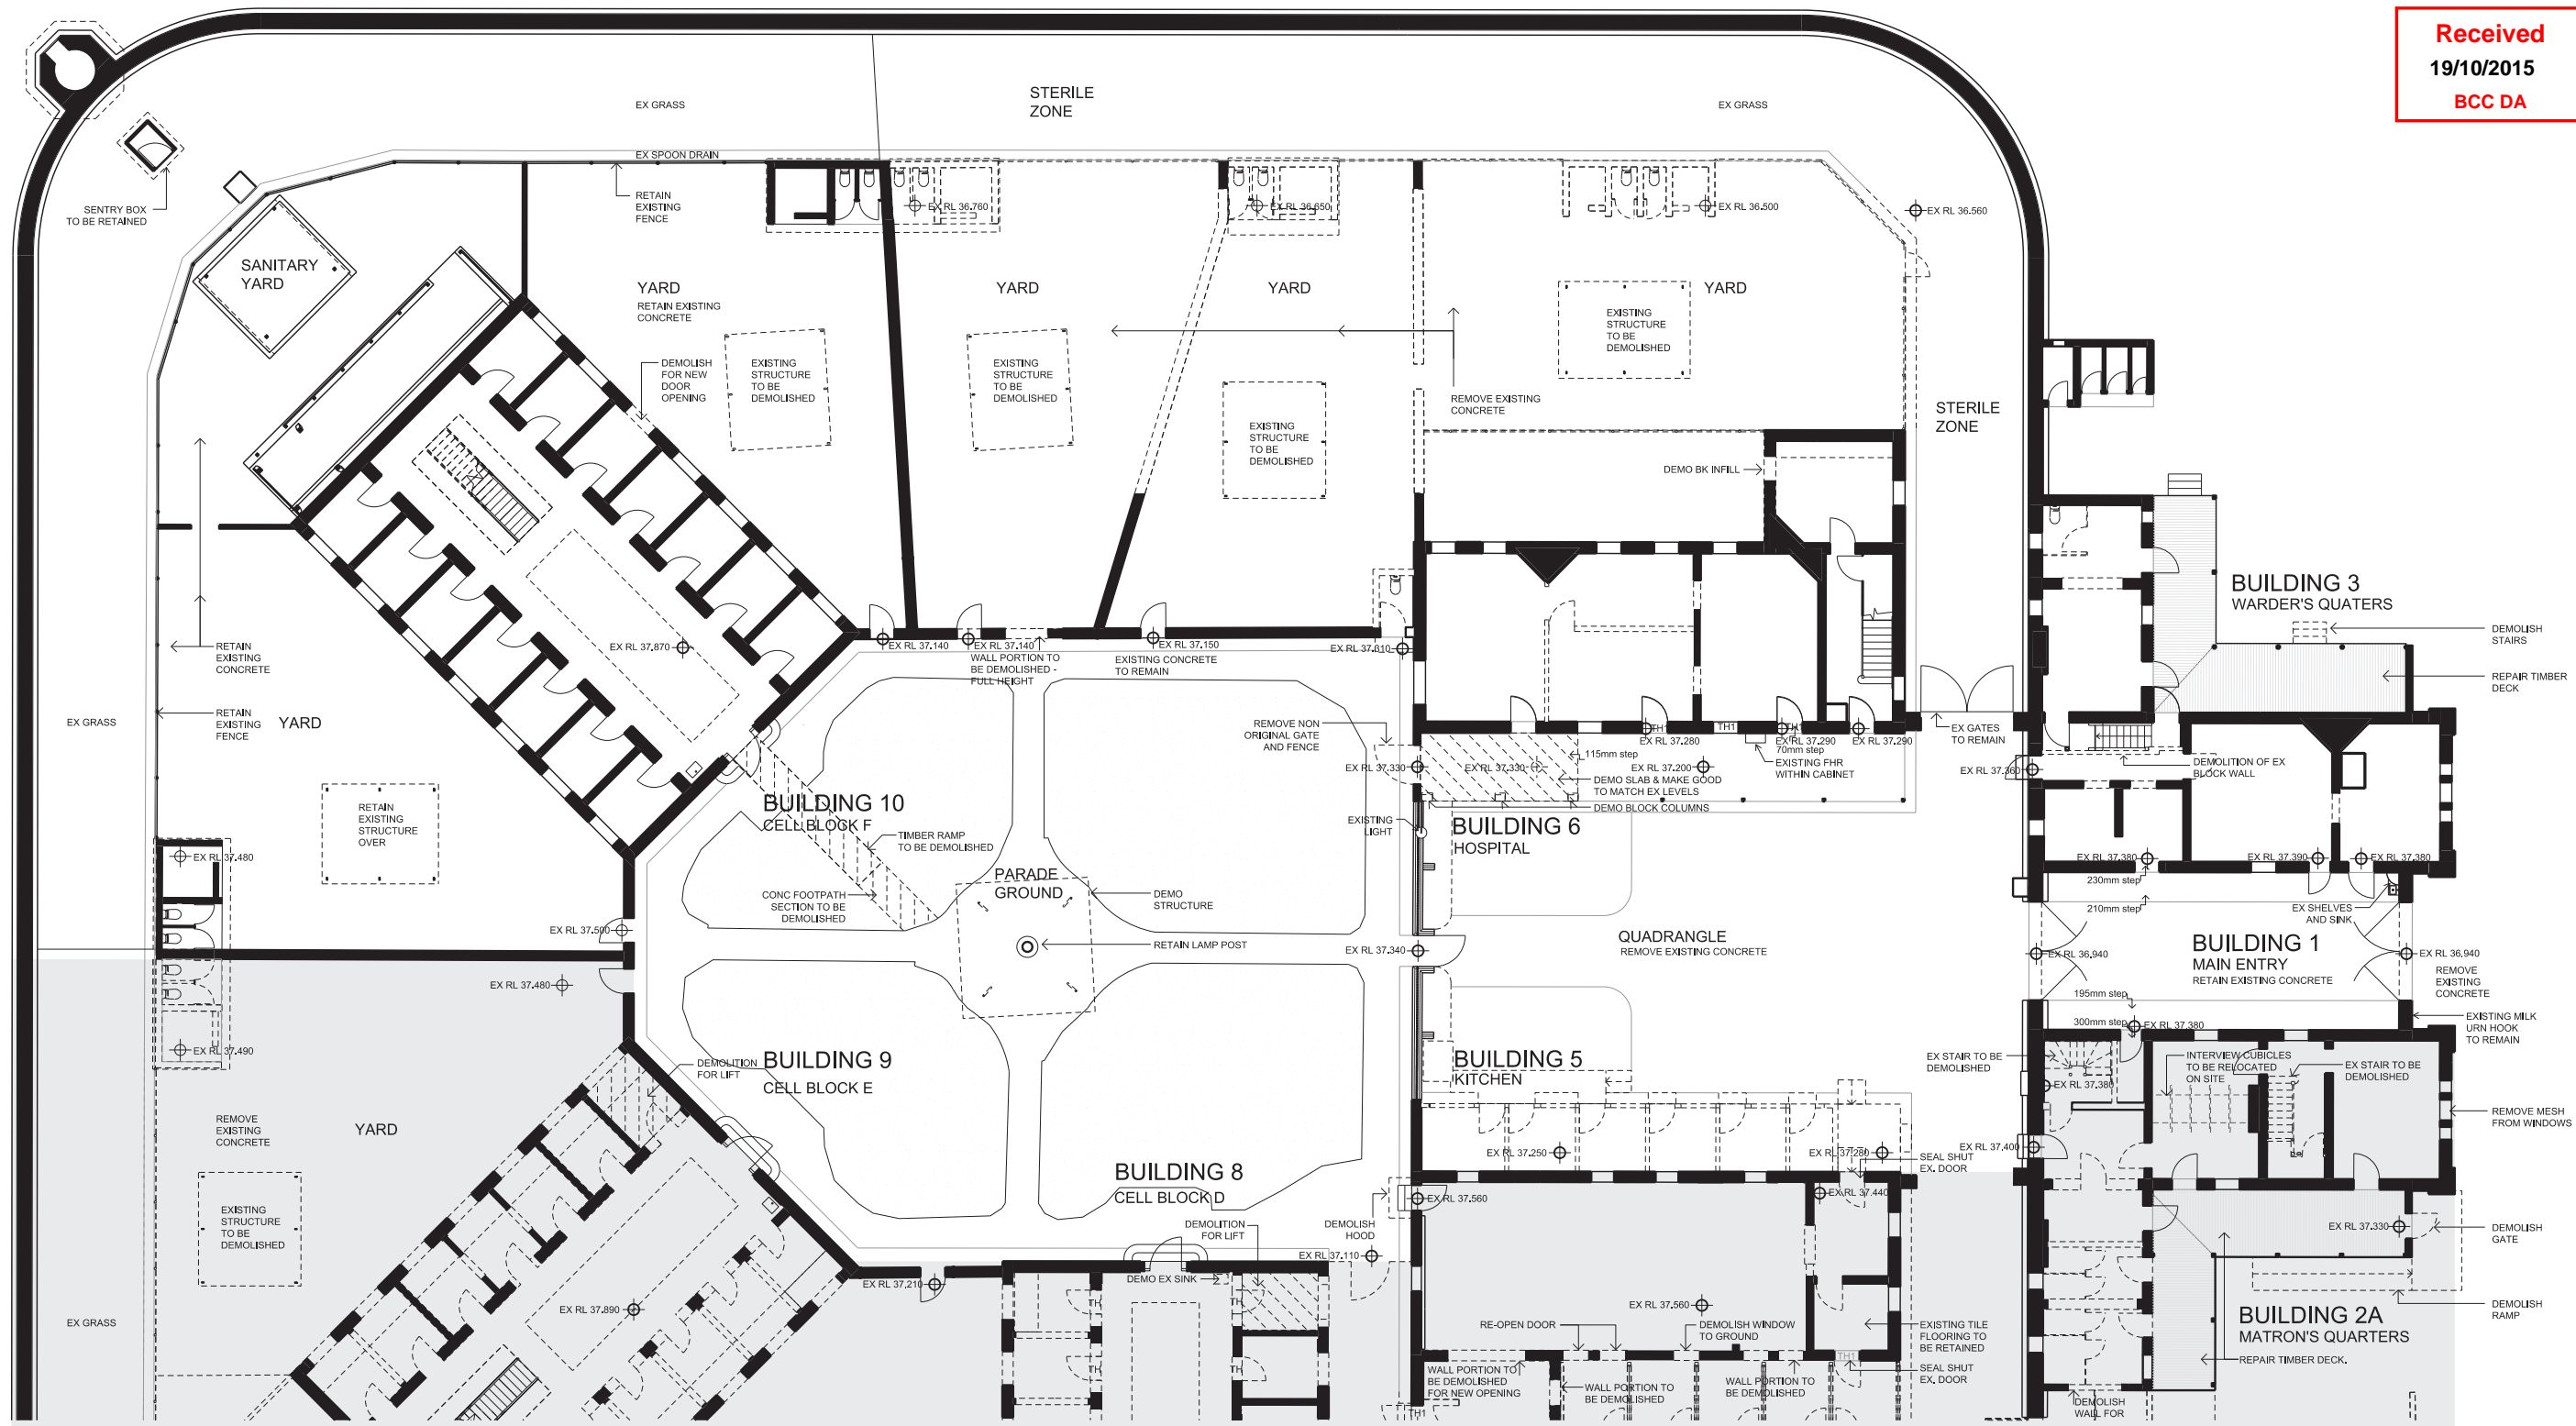 Received
19/10/2015
BCC DA
STERILE
ZONE
EX GRASS
EX GRASS
EX SPOON DRAIN
SENTRY BOX
TO BE RETAINED
RETAIN
EXISTING
FENCE
EX RL 36.760
EX RL 36.650
EX RL 36.500
EX RL 36.560
SANITARY
YARD
YARD
RETAIN EXISTING
CONCRETE
YARD
YARD
YARD
DEMOLISH
FOR NEW
DOOR
OPENING
EXISTING
STRUCTURE
TO BE
DEMOLISHED
EXISTING
STRUCTURE
TO BE
DEMOLISHED
EXISTING
STRUCTURE
TO BE
DEMOLISHED
EXISTING
STRUCTURE
TO BE
DEMOLISHED
REMOVE EXISTING
CONCRETE
STERILE
ZONE
DEMO BK INFILL
BUILDING 3
WARDER'S QUATERS
DEMOLISH
STAIRS
REPAIR TIMBER
DECK
RETAIN
EXISTING
CONCRETE
EX RL 37.870
EX RL 37.140
EX RL 37.140
WALL PORTION TO
BE DEMOLISHED -
FULL HEIGHT
EX RL 37.150
EXISTING CONCRETE
TO REMAIN
EX RL 37.310
EX GRASS
RETAIN
EXISTING
FENCE
YARD
REMOVE NON
ORIGINAL GATE
AND FENCE
TH1
EX RL 37.280
TH1
TH1
EX RL 37.290
70mm step
EX RL 37.290
EX GATES
TO REMAIN
115mm step
EX RL 37.330
EX RL 37.330
EX RL 37.200
EXISTING FHR
WITHIN CABINET
DEMO SLAB & MAKE GOOD
TO MATCH EX LEVELS
DEMO BLOCK COLUMNS
EX RL 37.360
DEMOLITION OF EX
BLOCK WALL
RETAIN
EXISTING
STRUCTURE
OVER
BUILDING 10
CELL BLOCK F
TIMBER RAMP
TO BE DEMOLISHED
EXISTING
LIGHT
BUILDING 6
HOSPITAL
EX RL 37.480
EX RL 37.380
EX RL 37.390
EX RL 37.380
230mm step
210mm step
EX SHELVES
AND SINK
PARADE
GROUND
CONC FOOTPATH
SECTION TO BE
DEMOLISHED
DEMO
STRUCTURE
EX RL 37.500
RETAIN LAMP POST
EX RL 37.340
QUADRANGLE
REMOVE EXISTING CONCRETE
BUILDING 1
MAIN ENTRY
RETAIN EXISTING CONCRETE
EX RL 36.940
EX RL 36.940
REMOVE
EXISTING
CONCRETE
EX RL 37.480
195mm step
300mm step
EX RL 37.380
EXISTING MILK
URN HOOK
TO REMAIN
EX RL 37.490
BUILDING 9
CELL BLOCK E
DEMOLITION
FOR LIFT
BUILDING 5
KITCHEN
EX STAIR TO BE
DEMOLISHED
INTERVIEW CUBICLES
TO BE RELOCATED
ON SITE
EX STAIR TO BE
DEMOLISHED
EX RL 37.380
REMOVE MESH
FROM WINDOWS
REMOVE
EXISTING
CONCRETE
YARD
EX RL 37.250
EX RL 37.280
EX RL 37.400
SEAL SHUT
EX. DOOR
BUILDING 8
CELL BLOCK D
EX RL 37.560
EX RL 37.440
EXISTING
STRUCTURE
TO BE
DEMOLISHED
DEMOLITION
FOR LIFT
DEMOLISH
HOOD
EX RL 37.330
DEMOLISH
GATE
EX RL 37.110
EX RL 37.210
DEMO EX SINK
TH
TH
TH
TH
EX RL 37.890
EX RL 37.560
BUILDING 2A
MATRON'S QUARTERS
DEMOLISH
RAMP
EX GRASS
RE-OPEN DOOR
DEMOLISH WINDOW
TO GROUND
EXISTING TILE
FLOORING TO
BE RETAINED
TH1
REPAIR TIMBER DECK.
WALL PORTION TO
BE DEMOLISHED
FOR NEW OPENING
WALL PORTION TO
BE DEMOLISHED
WALL PORTION TO
BE DEMOLISHED
SEAL SHUT
EX. DOOR
TH1
DEMOLISH
WALL FOR